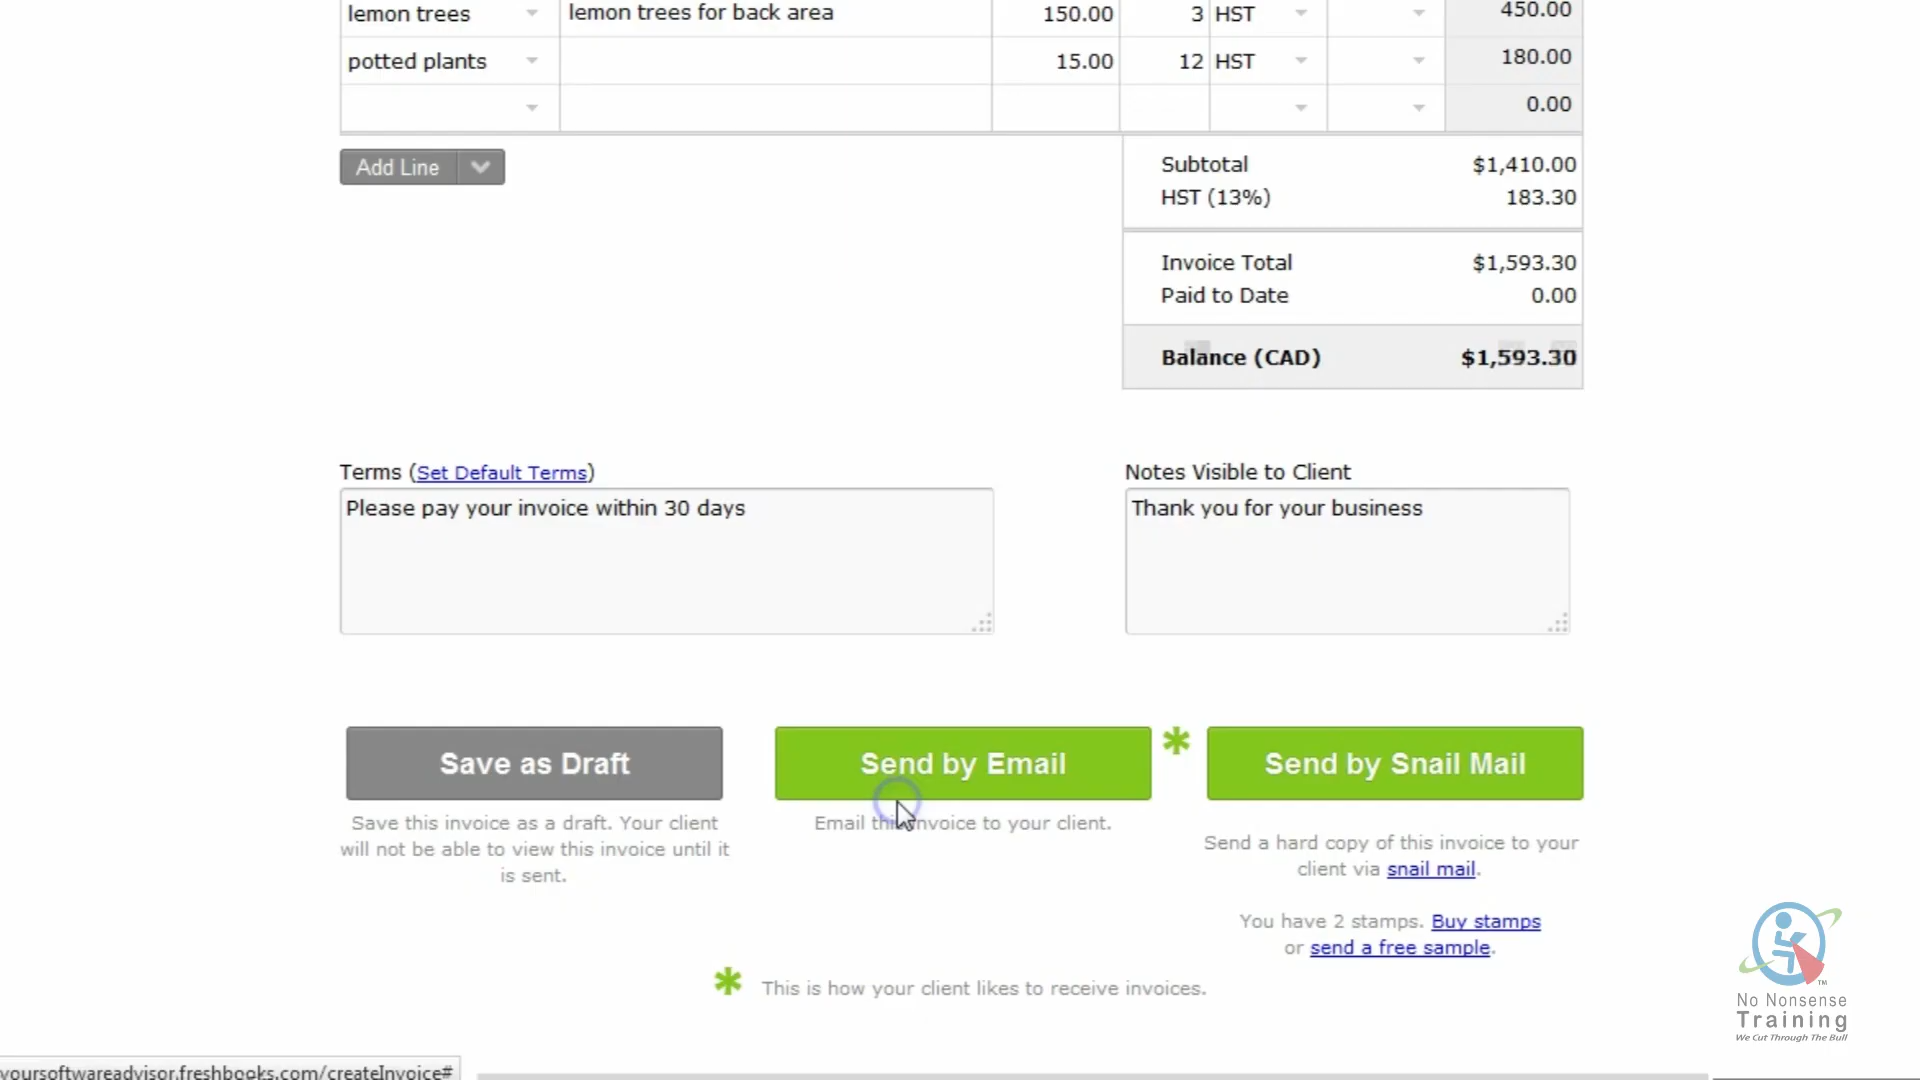 lemon trees lemon trees for back area 150.00 3 HST 450.00
potted plants 15.00 12 HST 180.00
0.00
Add Line
Subtotal $1,410.00
HST (13%) 183.30
Invoice Total $1,593.30
Paid to Date 0.00
Balance (CAD) $1,593.30
Terms (Set Default Terms)
Please pay your invoice within 30 days
Notes Visible to Client
Thank you for your business
Save as Draft
Save this invoice as a draft. Your client
will not be able to view this invoice until it
is sent.
Send by Email
Email this invoice to your client.
Send by Snail Mail
Send a hard copy of this invoice to your
client via snail mail.
You have 2 stamps. Buy stamps
or send a free sample.
* This is how your client likes to receive invoices.
No Nonsense
Training
We Cut Through The Bull
TM
yoursoftwareadvisor.freshbooks.com/createInvoice#